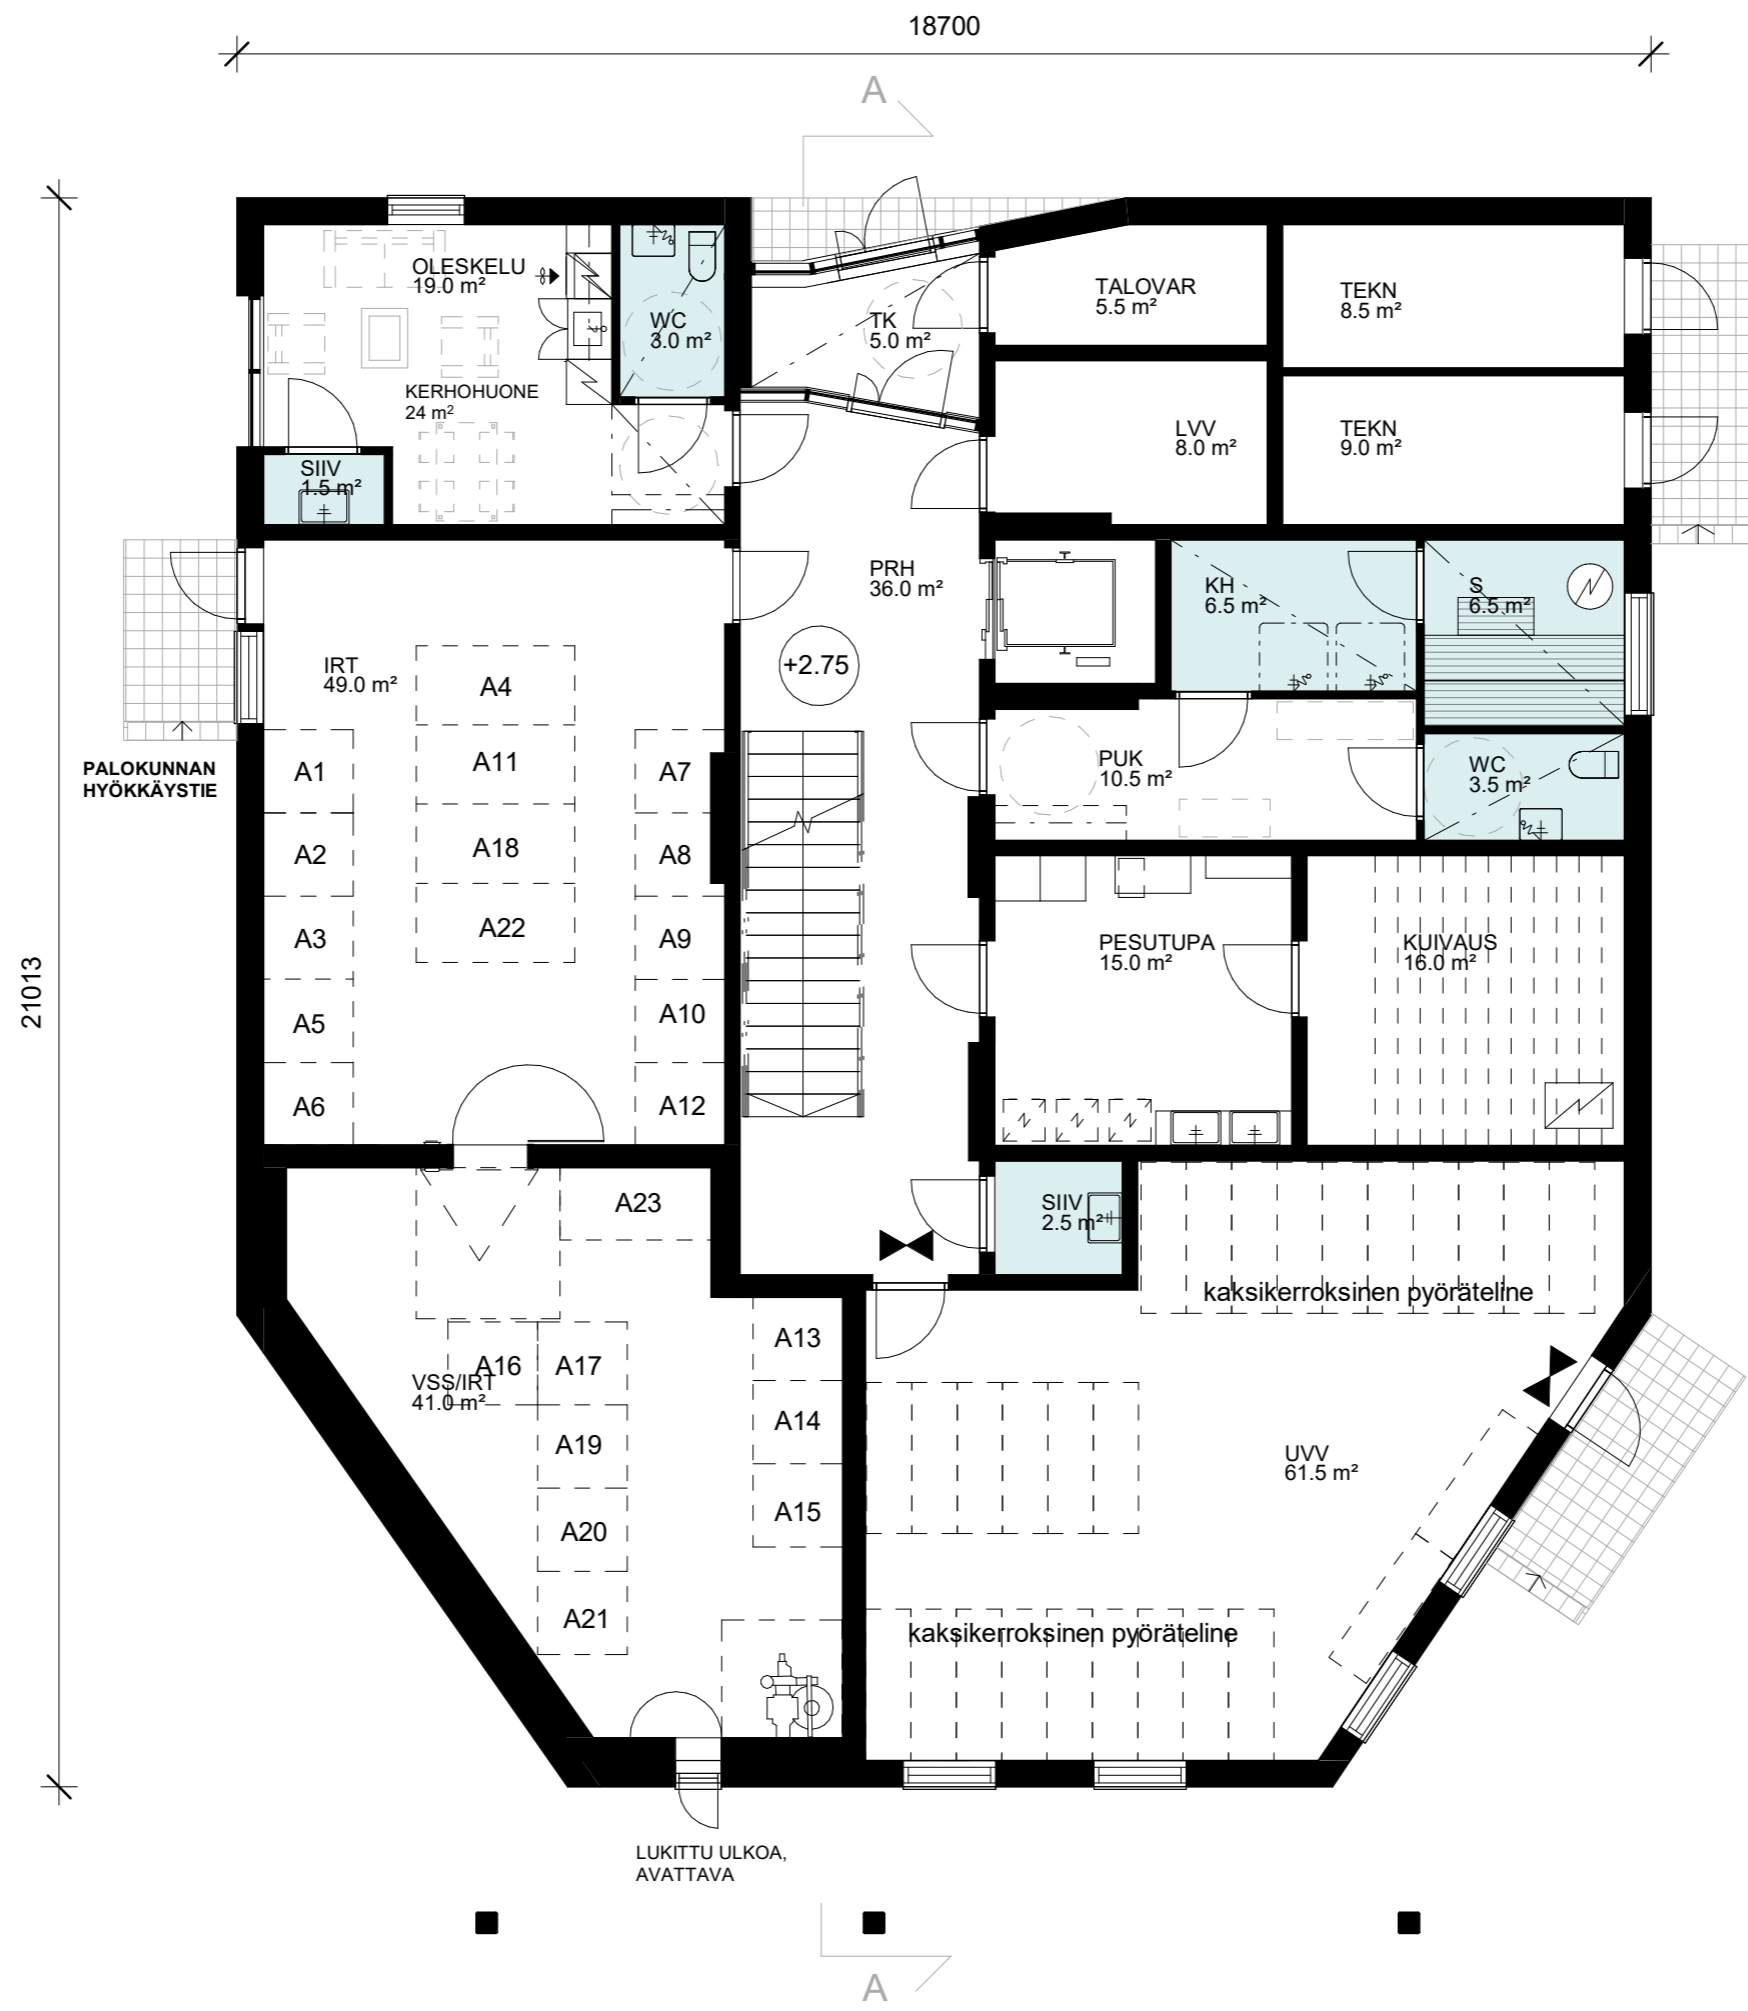 18700
A
OLESKELU
19.0 m²
WC
3.0 m²
TK
5.0 m²
TALOVAR
5.5 m²
TEKN
8.5 m²
KERHOHUONE
24 m²
LVV
8.0 m²
TEKN
9.0 m²
SIIV
1.5 m²
PRH
36.0 m²
KH
6.5 m²
S
6.5 m²
+2.75
IRT
49.0 m²
A4
PALOKUNNAN
HYÖKKÄYSTIE
A1
A11
A7
PUK
10.5 m²
WC
3.5 m²
A2
A18
A8
A3
A22
A9
PESUTUPA
15.0 m²
KUIVAUS
16.0 m²
21013
A5
A10
A6
A12
A23
SIIV
2.5 m²
kaksikerroksinen pyöräteline
A13
A16
A17
VSS/IRT
41.0 m²
A14
A19
UVV
61.5 m²
A15
A20
A21
kaksikerroksinen pyöräteline
LUKITTU ULKOA,
AVATTAVA
A